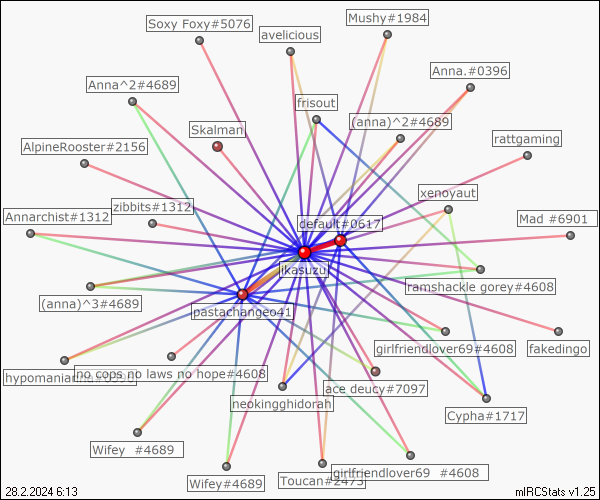 Mushy#1984
Soxy Foxy#5076
avelicious
Anna.#0396
Anna^2#4689
frisout
(anna)^2#4689
Skalman
rattgaming
AlpineRooster#2156
xenoyaut
zibbits#1312
Annarchist#1312
Mad #6901
default#0617
ikasuzu
ramshackle gorey#4608
(anna)^3#4689
pastachangeo41
girlfriendlover69#4608
fakedingo
no cops no laws no hope#4608
ace deucy#7097
neokingghidorah
Cypha#1717
Wifey #4689
girlfriendlover69 #4608
Toucan#2473
Wifey#4689
28.2.2024 6:13
mIRCStats v1.25